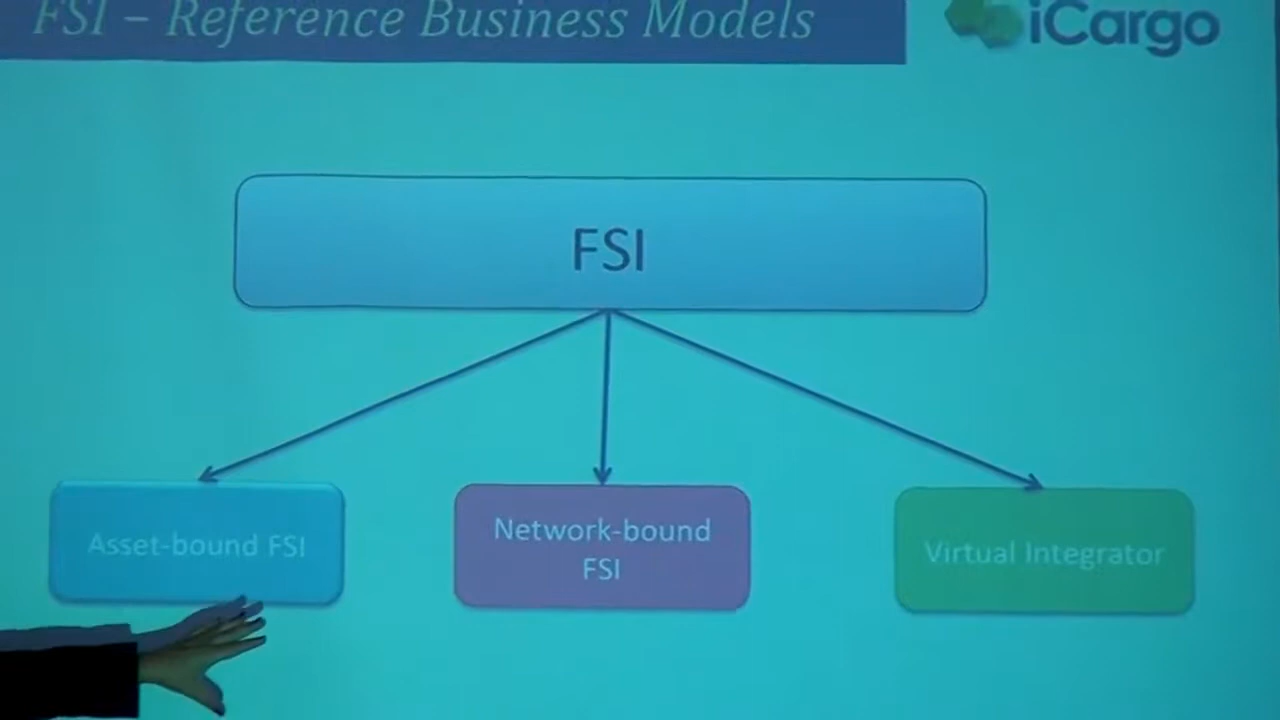 FSI – Reference Business Models
iCargo
FSI
Asset-bound FSI
Network-bound
FSI
Virtual Integrator